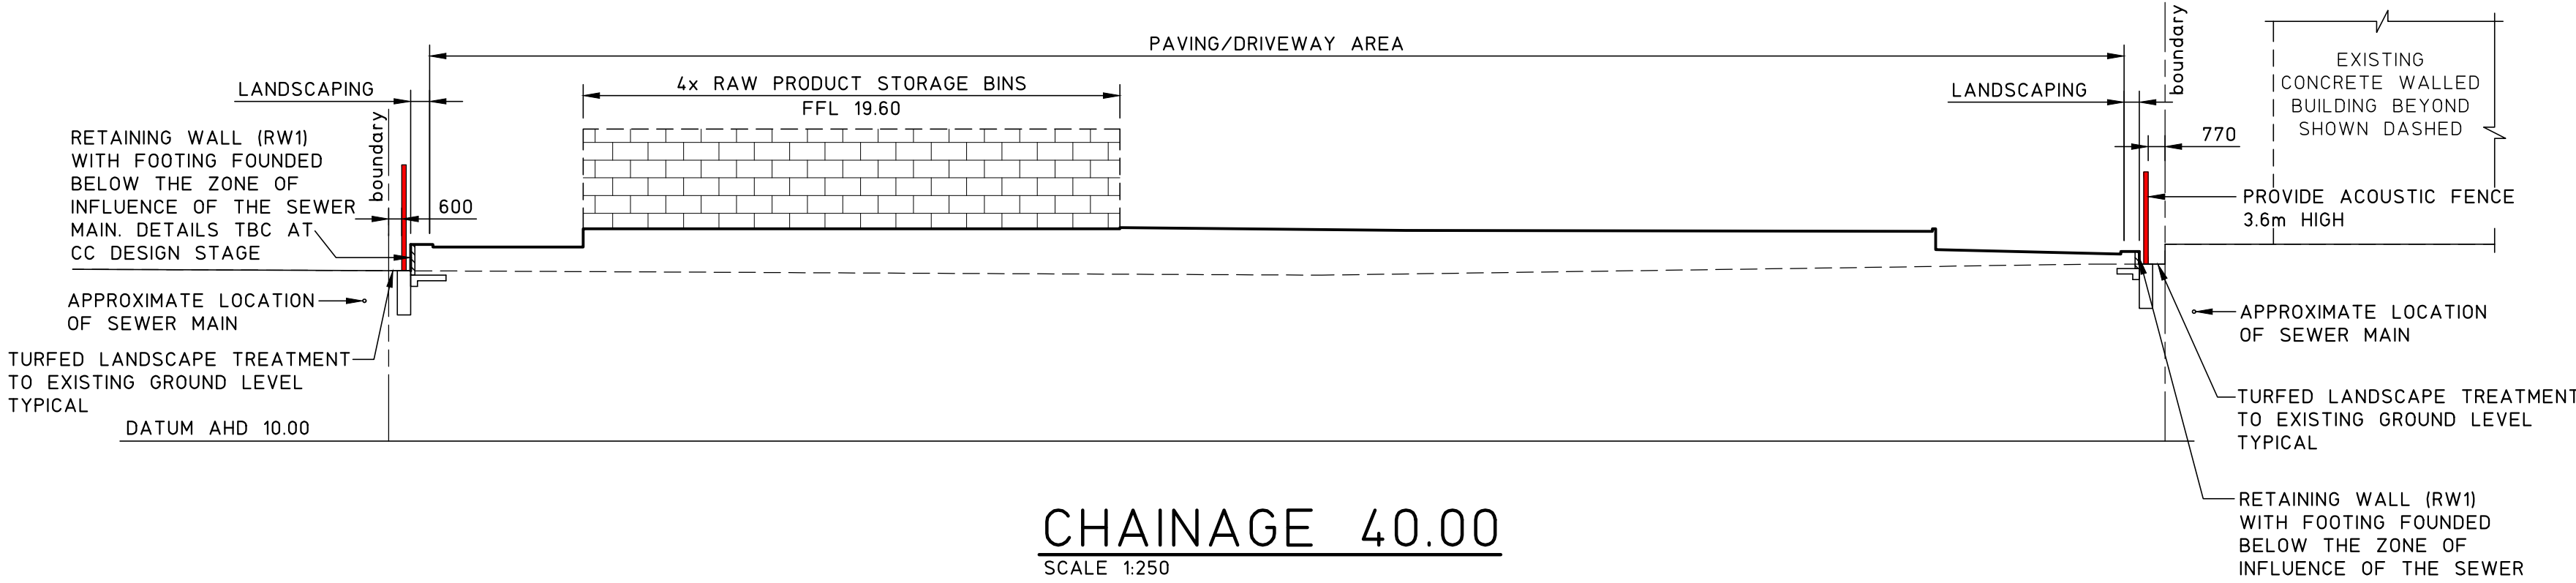 PAVING/DRIVEWAY AREA
LANDSCAPING
4x RAW PRODUCT STORAGE BINS
FFL 19.60
boundary
RETAINING WALL (RW1)
WITH FOOTING FOUNDED
BELOW THE ZONE OF
INFLUENCE OF THE SEWER
MAIN. DETAILS TBC AT
CC DESIGN STAGE
600
APPROXIMATE LOCATION
OF SEWER MAIN
TURFED LANDSCAPE TREATMENT
TO EXISTING GROUND LEVEL
TYPICAL
DATUM AHD 10.00
LANDSCAPING
boundary
770
EXISTING
CONCRETE WALLED
BUILDING BEYOND
SHOWN DASHED
PROVIDE ACOUSTIC FENCE
3.6m HIGH
APPROXIMATE LOCATION
OF SEWER MAIN
TURFED LANDSCAPE TREATMENT
TO EXISTING GROUND LEVEL
TYPICAL
RETAINING WALL (RW1)
WITH FOOTING FOUNDED
BELOW THE ZONE OF
INFLUENCE OF THE SEWER
CHAINAGE 40.00
SCALE 1:250